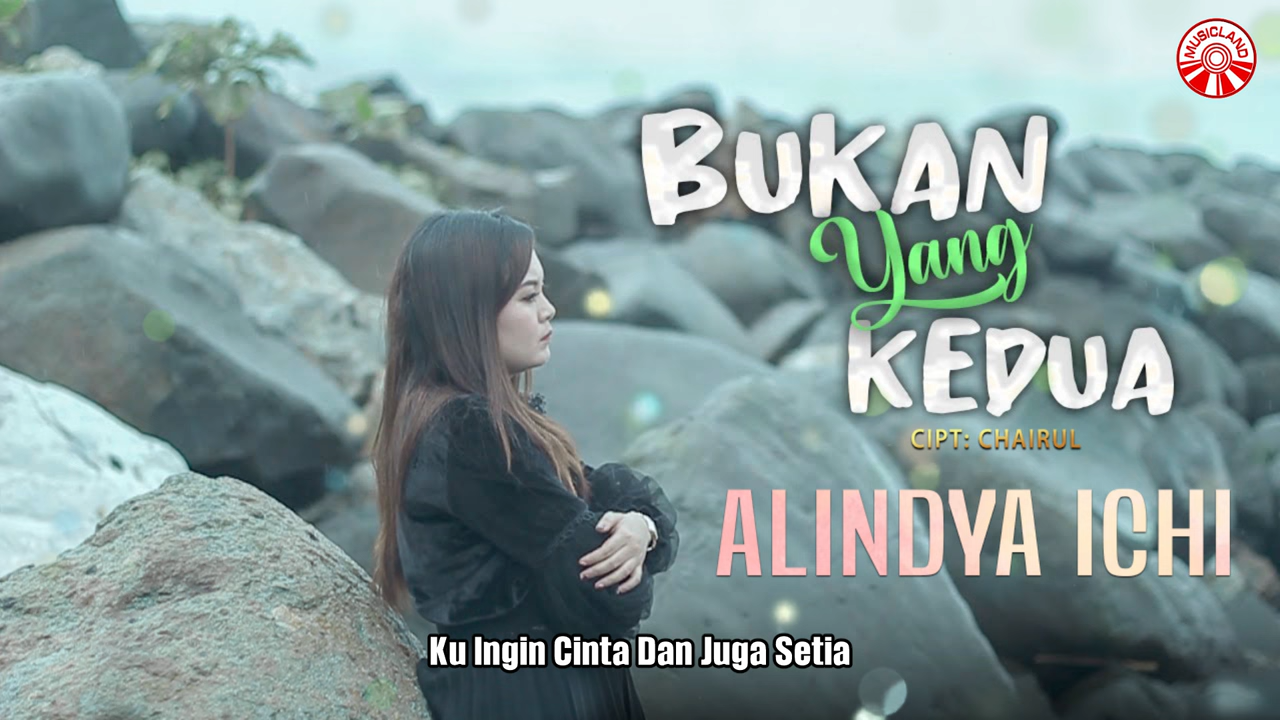 MUSICLAND
BUKAN
Yang
KEDUA
CIPT: CHAIRUL
ALINDYA ICHI
Ku Ingin Cinta Dan Juga Setia